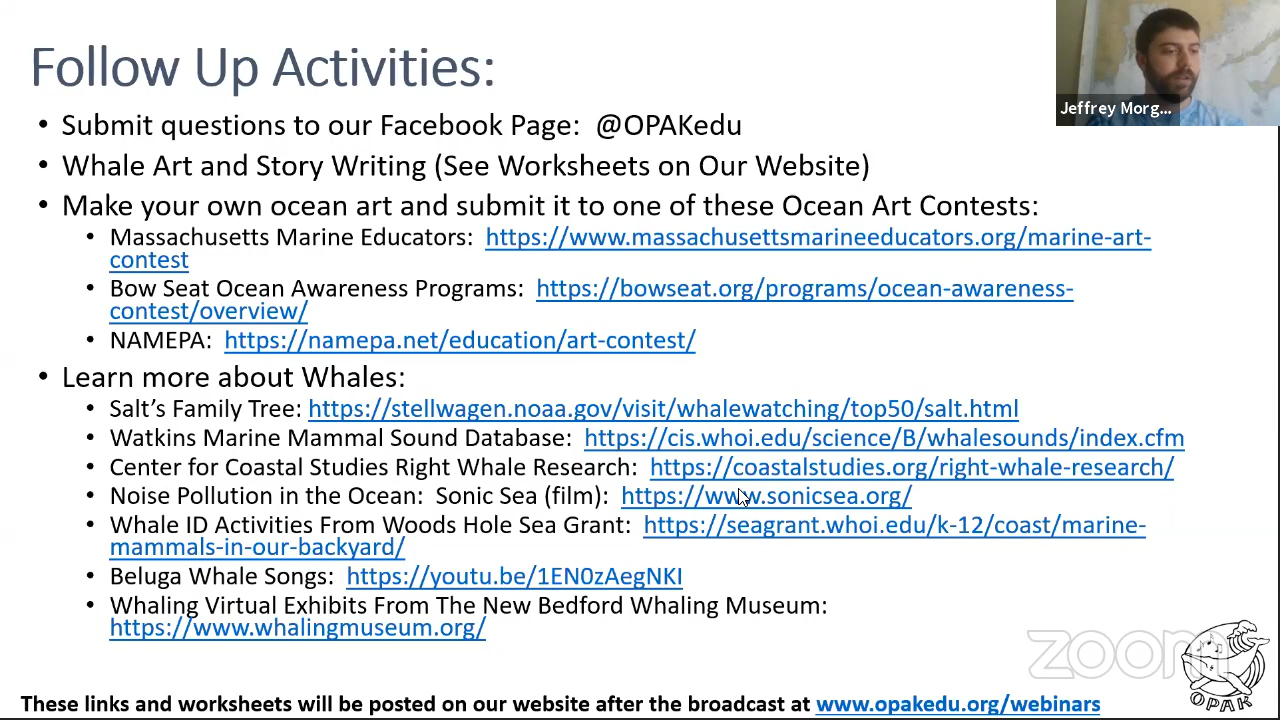 Follow Up Activities:
Jeffrey Morg...
• Submit questions to our Facebook Page: @OPAKedu
• Whale Art and Story Writing (See Worksheets on Our Website)
• Make your own ocean art and submit it to one of these Ocean Art Contests:
• Massachusetts Marine Educators: https://www.massachusettsmarineeducators.org/marine-art-
contest
• Bow Seat Ocean Awareness Programs: https://bowseat.org/programs/ocean-awareness-
contest/overview/
• NAMEPA: https://namepa.net/education/art-contest/
• Learn more about Whales:
• Salt’s Family Tree: https://stellwagen.noaa.gov/visit/whalewatching/top50/salt.html
• Watkins Marine Mammal Sound Database: https://cis.whoi.edu/science/B/whalesounds/index.cfm
• Center for Coastal Studies Right Whale Research: https://coastalstudies.org/right-whale-research/
• Noise Pollution in the Ocean: Sonic Sea (film): https://www.sonicsea.org/
• Whale ID Activities From Woods Hole Sea Grant: https://seagrant.whoi.edu/k-12/coast/marine-
mammals-in-our-backyard/
• Beluga Whale Songs: https://youtu.be/1EN0zAegNKI
• Whaling Virtual Exhibits From The New Bedford Whaling Museum:
https://www.whalingmuseum.org/
zoom
OPAK
These links and worksheets will be posted on our website after the broadcast at www.opakedu.org/webinars